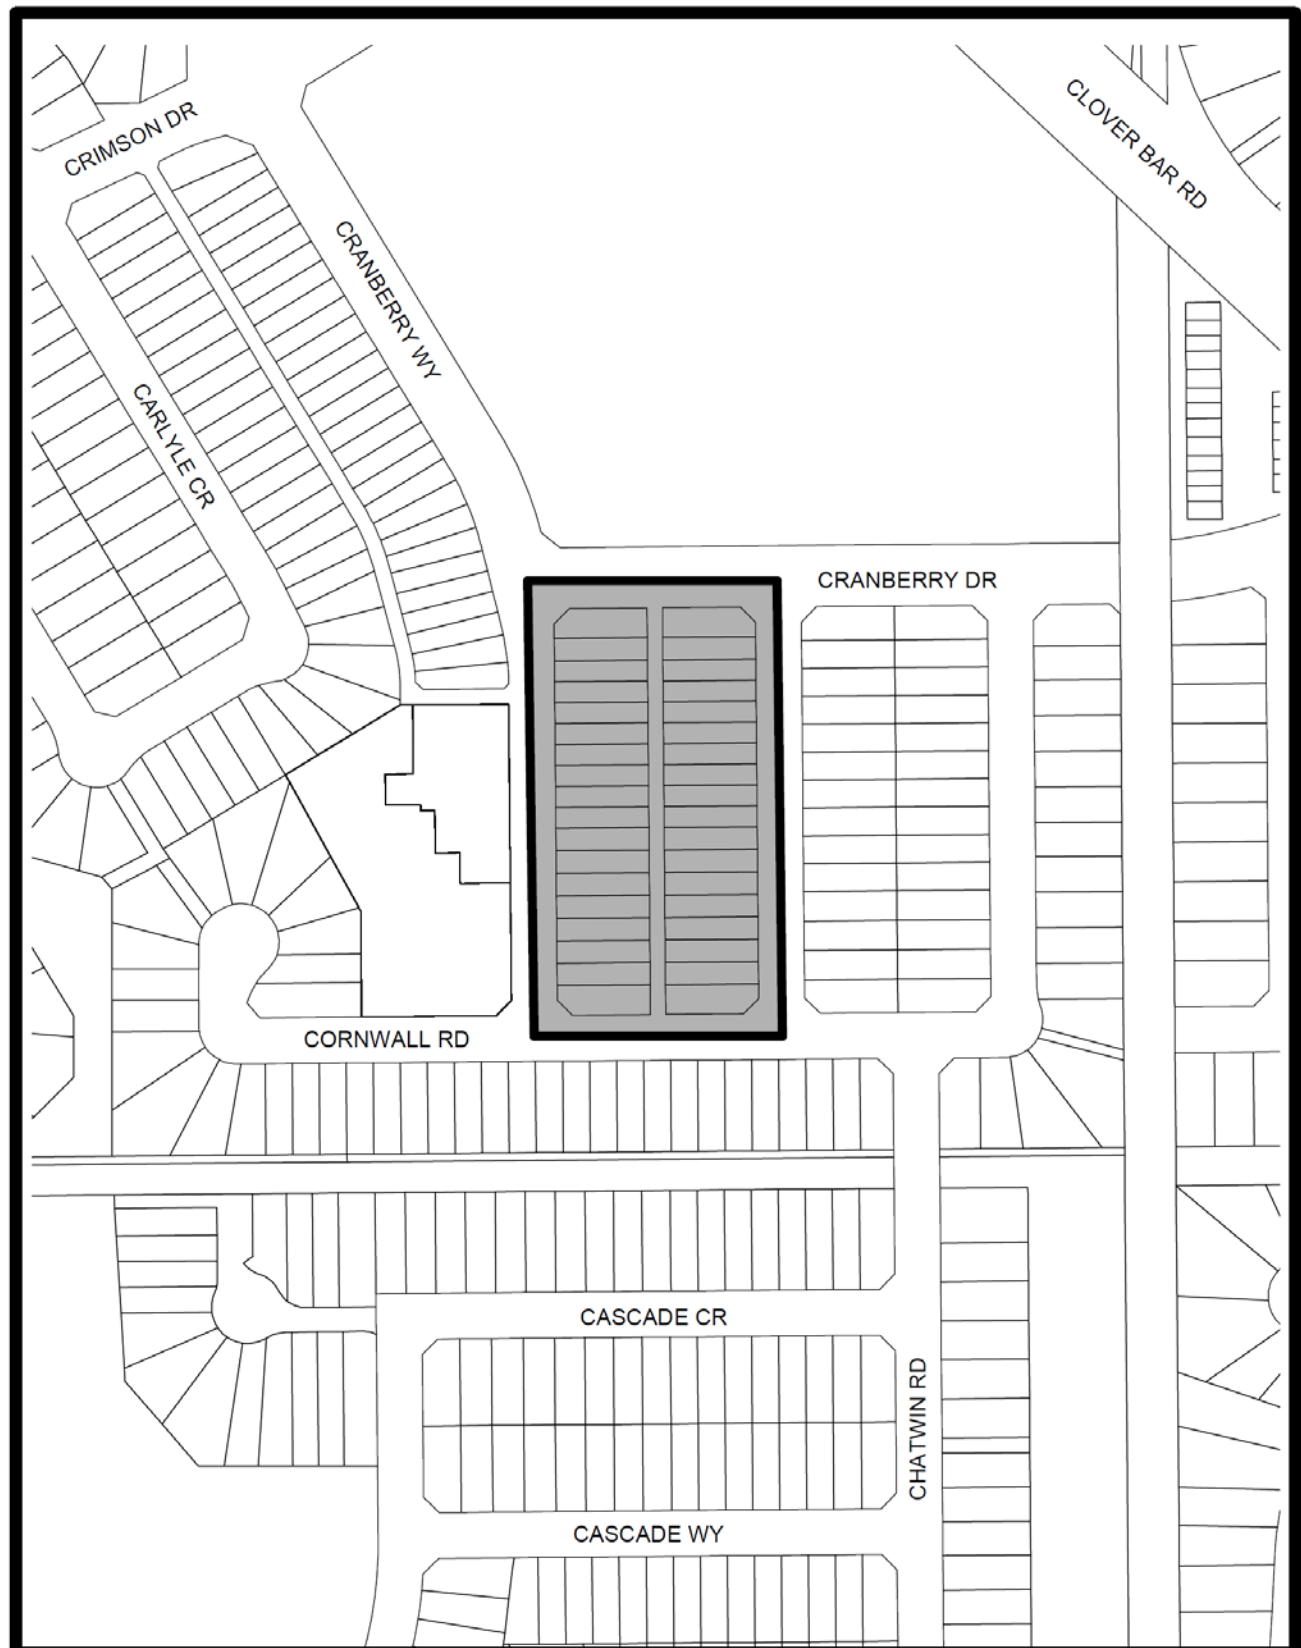 CRIMSON DR
CLOVER BAR RD
CRANBERRY WY
CARLYLE CR
CRANBERRY DR
CORNWALL RD
CASCADE CR
CHATWIN RD
CASCADE WY